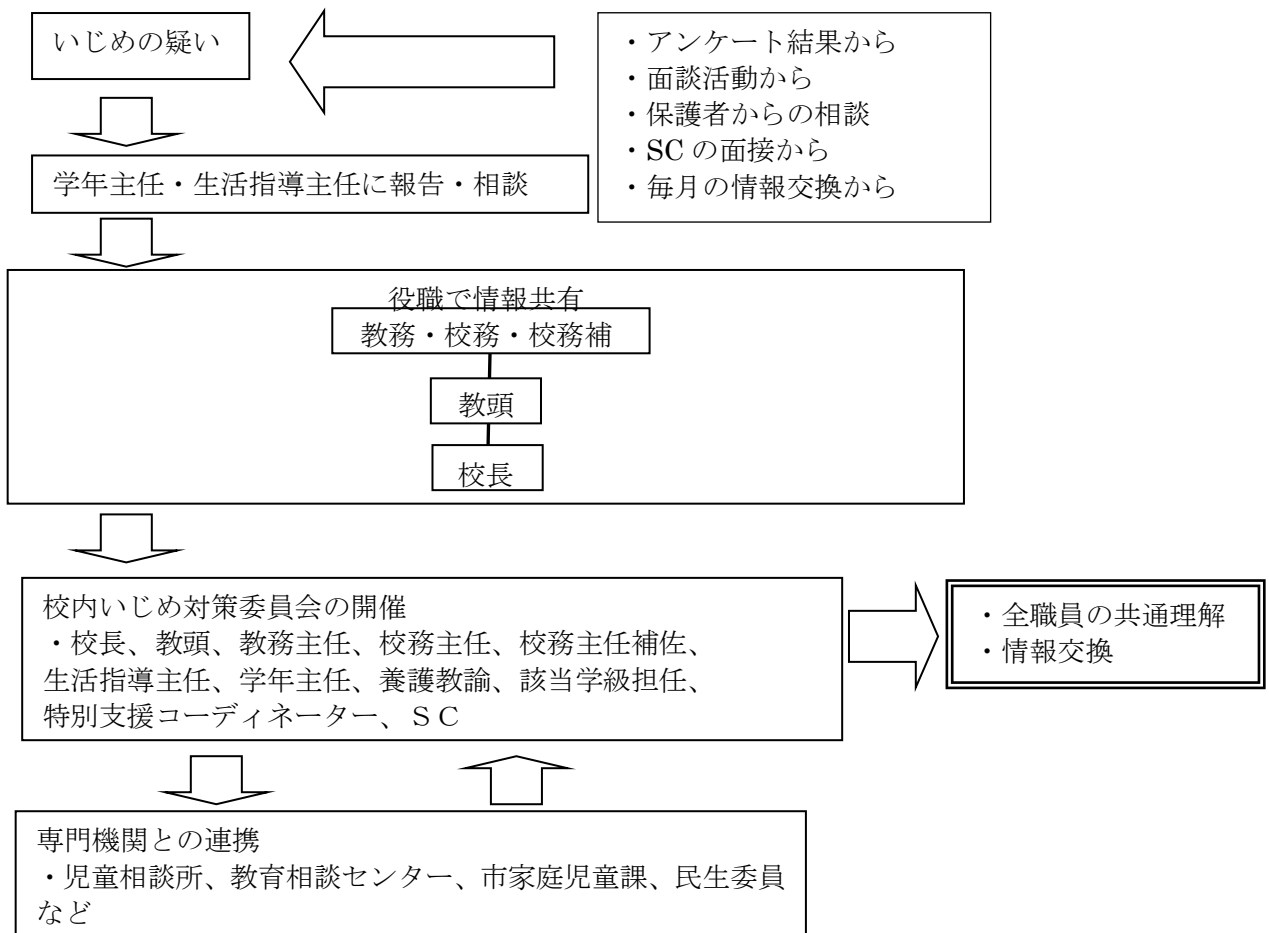 いじめの疑い
・アンケート結果から
・面談活動から
・保護者からの相談
・SC の面接から
・毎月の情報交換から
学年主任・生活指導主任に報告・相談
役職で情報共有
教務・校務・校務補
教頭
校長
校内いじめ対策委員会の開催
・校長、教頭、教務主任、校務主任、校務主任補佐、
生活指導主任、学年主任、養護教諭、該当学級担任、
特別支援コーディネーター、ＳＣ
・全職員の共通理解
・情報交換
専門機関との連携
・児童相談所、教育相談センター、市家庭児童課、民生委員
など